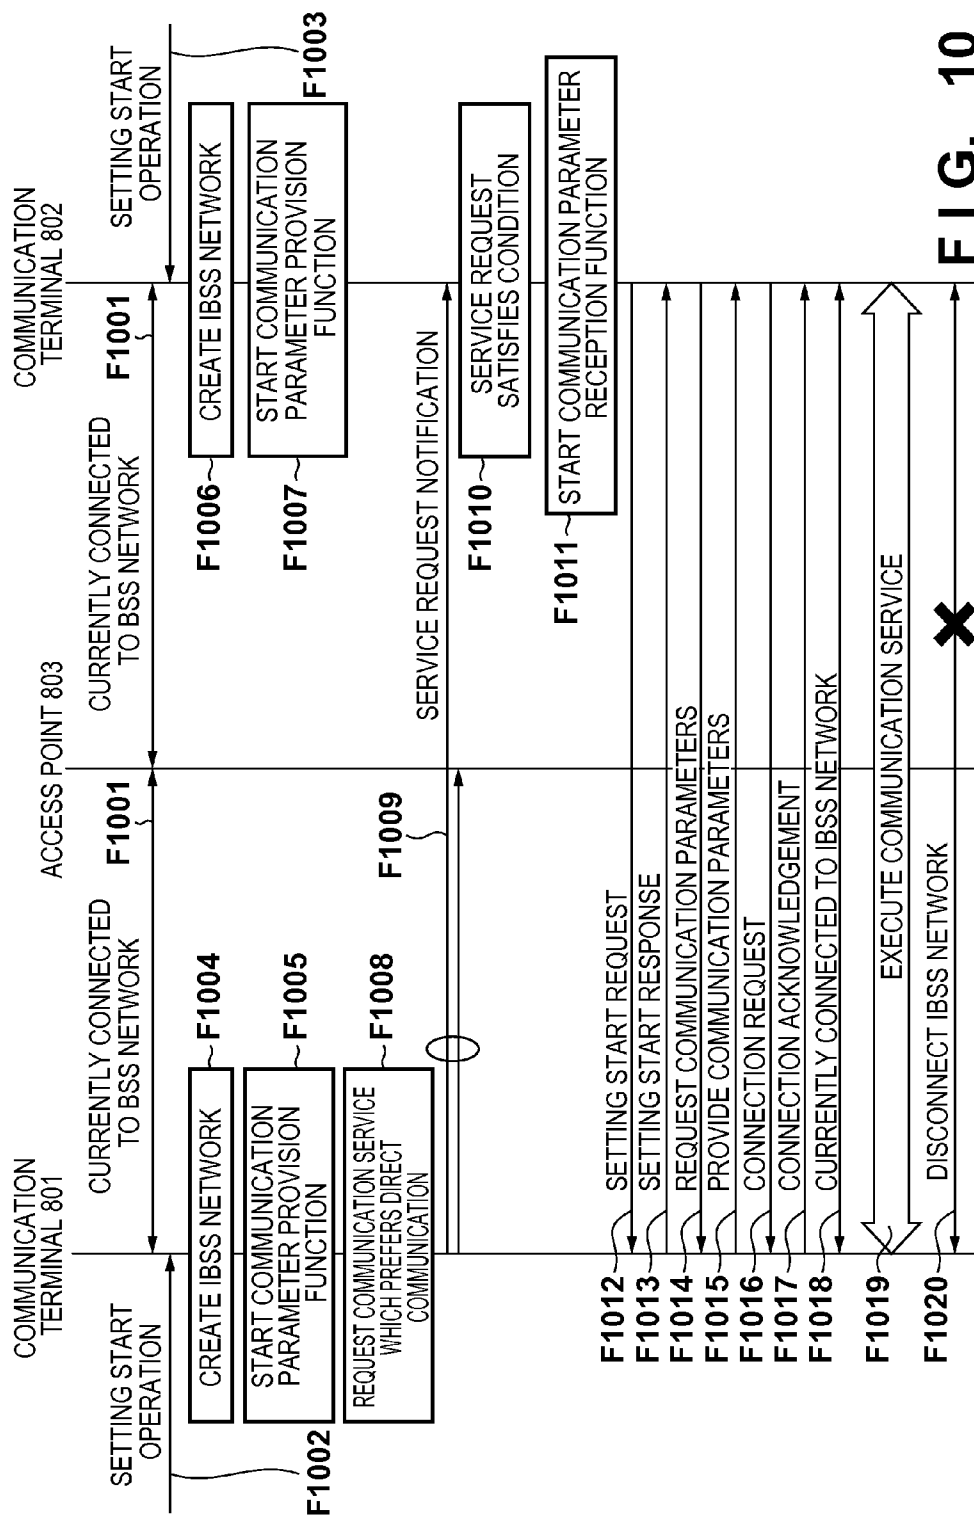 COMMUNICATION
TERMINAL 801
ACCESS POINT 803
COMMUNICATION
TERMINAL 802
SETTING START
OPERATION
F1002
CURRENTLY CONNECTED
TO BSS NETWORK
F1001
CURRENTLY CONNECTED
TO BSS NETWORK
F1001
SETTING START
OPERATION
F1003
CREATE IBSS NETWORK
F1004
START COMMUNICATION
PARAMETER PROVISION
FUNCTION
F1005
CREATE IBSS NETWORK
F1006
START COMMUNICATION
PARAMETER PROVISION
FUNCTION
F1007
REQUEST COMMUNICATION SERVICE
WHICH PREFERS DIRECT
COMMUNICATION
F1008
F1009
SERVICE REQUEST NOTIFICATION
SERVICE REQUEST
SATISFIES CONDITION
F1010
START COMMUNICATION PARAMETER
RECEPTION FUNCTION
F1011
F1012
SETTING START REQUEST
F1013
SETTING START RESPONSE
F1014
REQUEST COMMUNICATION PARAMETERS
F1015
PROVIDE COMMUNICATION PARAMETERS
F1016
CONNECTION REQUEST
F1017
CONNECTION ACKNOWLEDGEMENT
F1018
CURRENTLY CONNECTED TO IBSS NETWORK
F1019
EXECUTE COMMUNICATION SERVICE
F1020
DISCONNECT IBSS NETWORK
FIG. 10